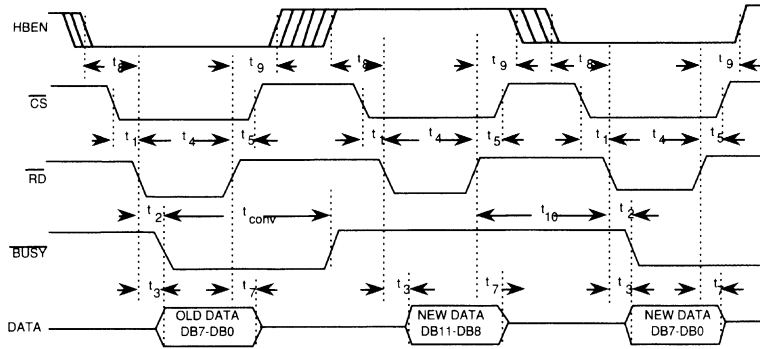 HBEN
t8 t9 t8 t9 t8 t9
CS
t1 t4 t5 t1 t4 t5 t1 t4 t5
RD
t2 tconv t10 t2
BUSY
t3 t7 t3 t7 t3 t7
DATA
OLD DATA
DB7-DB0
NEW DATA
DB11-DB8
NEW DATA
DB7-DB0